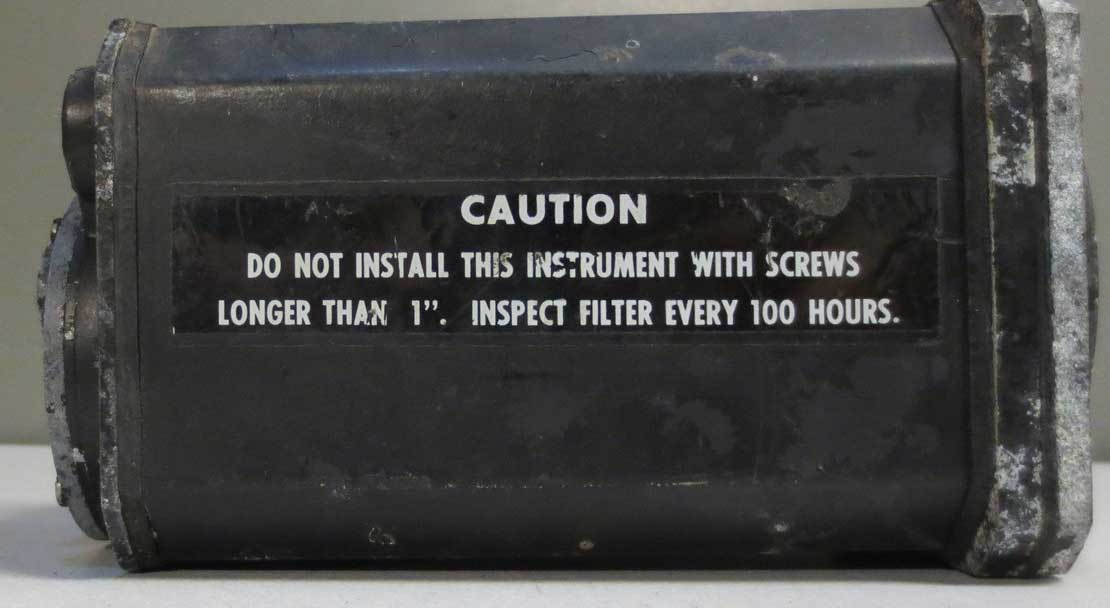 CAUTION
DO NOT INSTALL THIS INSTRUMENT WITH SCREWS
LONGER THAN 1”. INSPECT FILTER EVERY 100 HOURS.